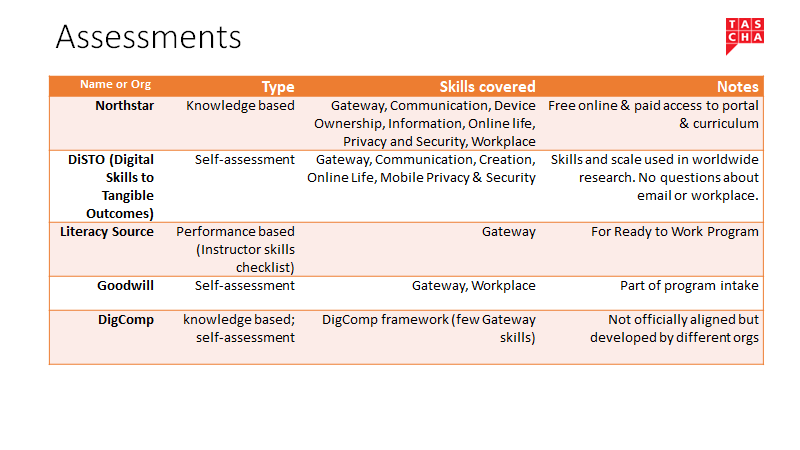 Assessments
TAS
CHA
Name or Org Type Skills covered Notes
Northstar Knowledge based Gateway, Communication, Device Free online & paid access to portal
Ownership, Information, Online life, & curriculum
Privacy and Security, Workplace
DiSTO (Digital Self-assessment Gateway, Communication, Creation, Skills and scale used in worldwide
Skills to Online Life, Mobile Privacy & Security research. No questions about
Tangible email or workplace.
Outcomes)
Literacy Source Performance based Gateway For Ready to Work Program
(Instructor skills
checklist)
Goodwill Self-assessment Gateway, Workplace Part of program intake
DigComp knowledge based; DigComp framework (few Gateway Not officially aligned but
self-assessment skills) developed by different orgs